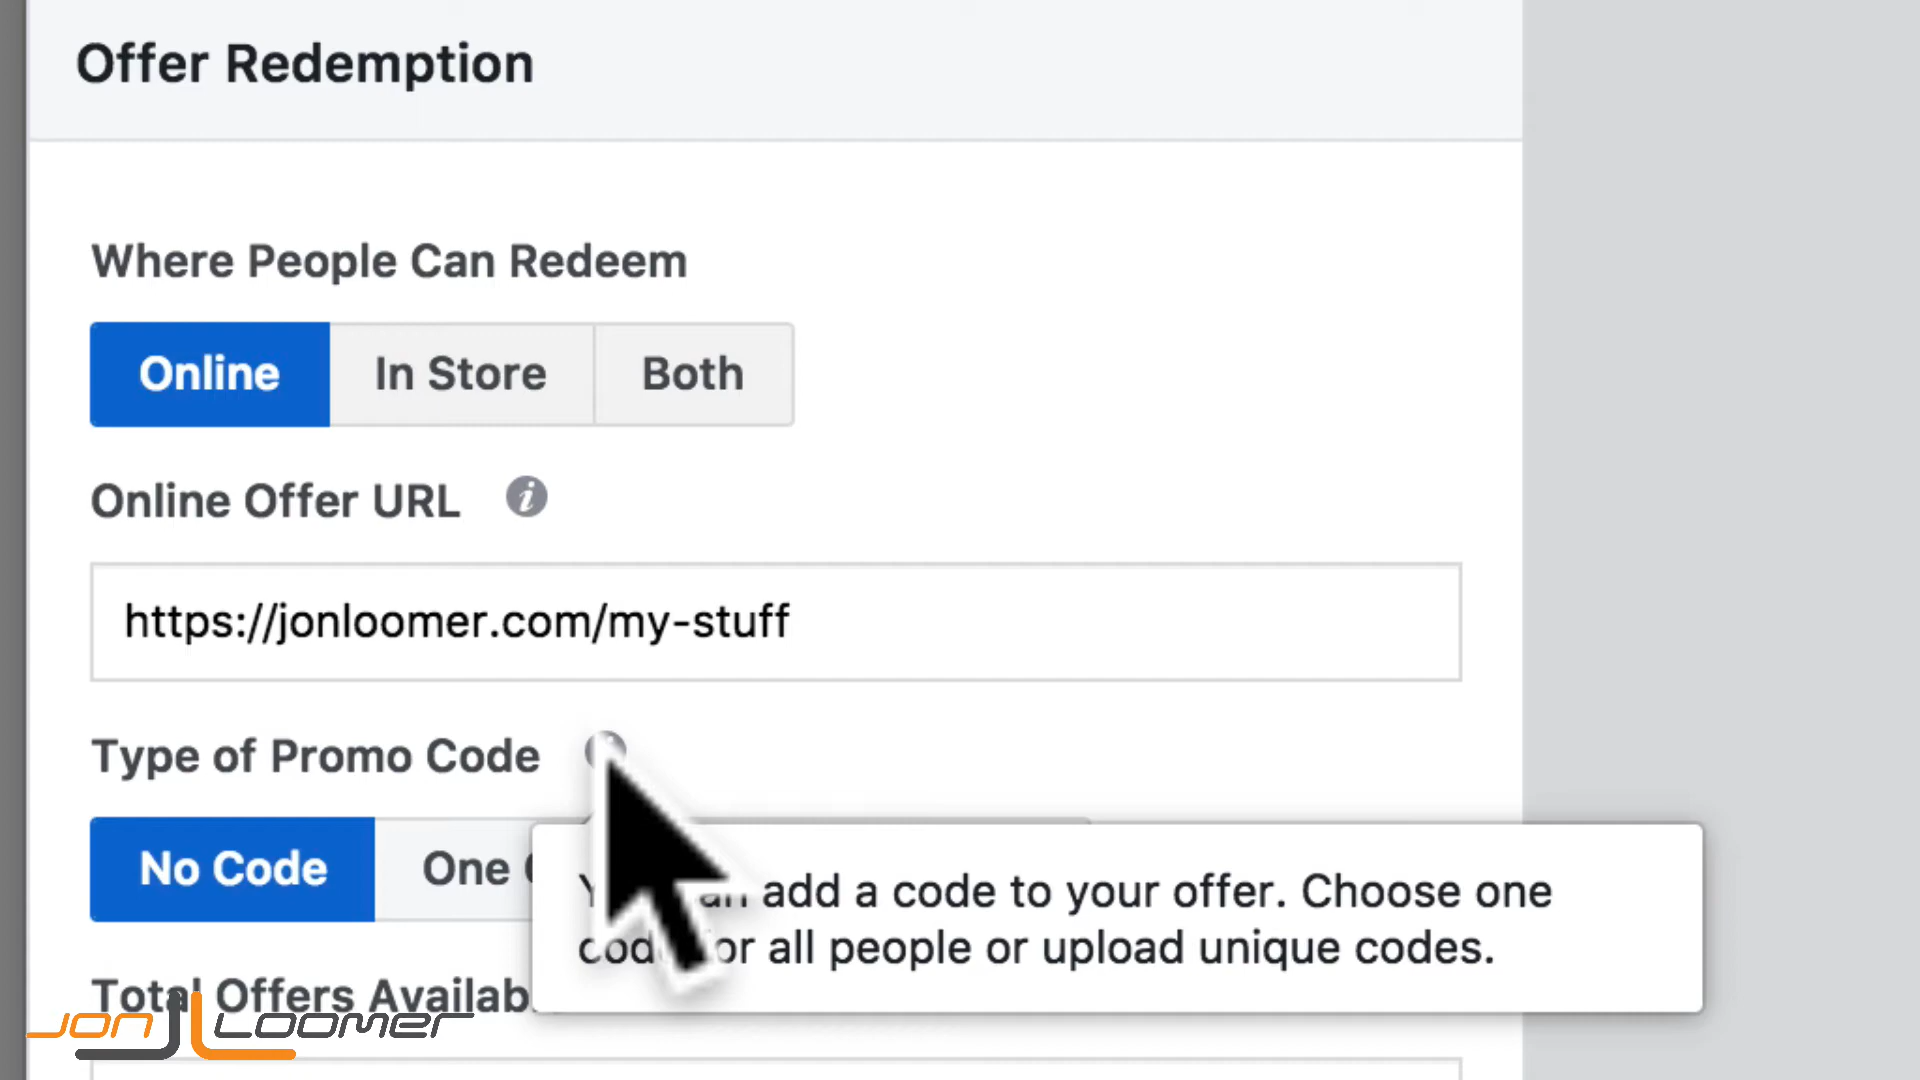 Offer Redemption
Where People Can Redeem
Online In Store Both
Online Offer URL
https://jonloomer.com/my-stuff
Type of Promo Code
No Code One
add a code to your offer. Choose one
all people or upload unique codes.
Total Offers
JON LOOMER